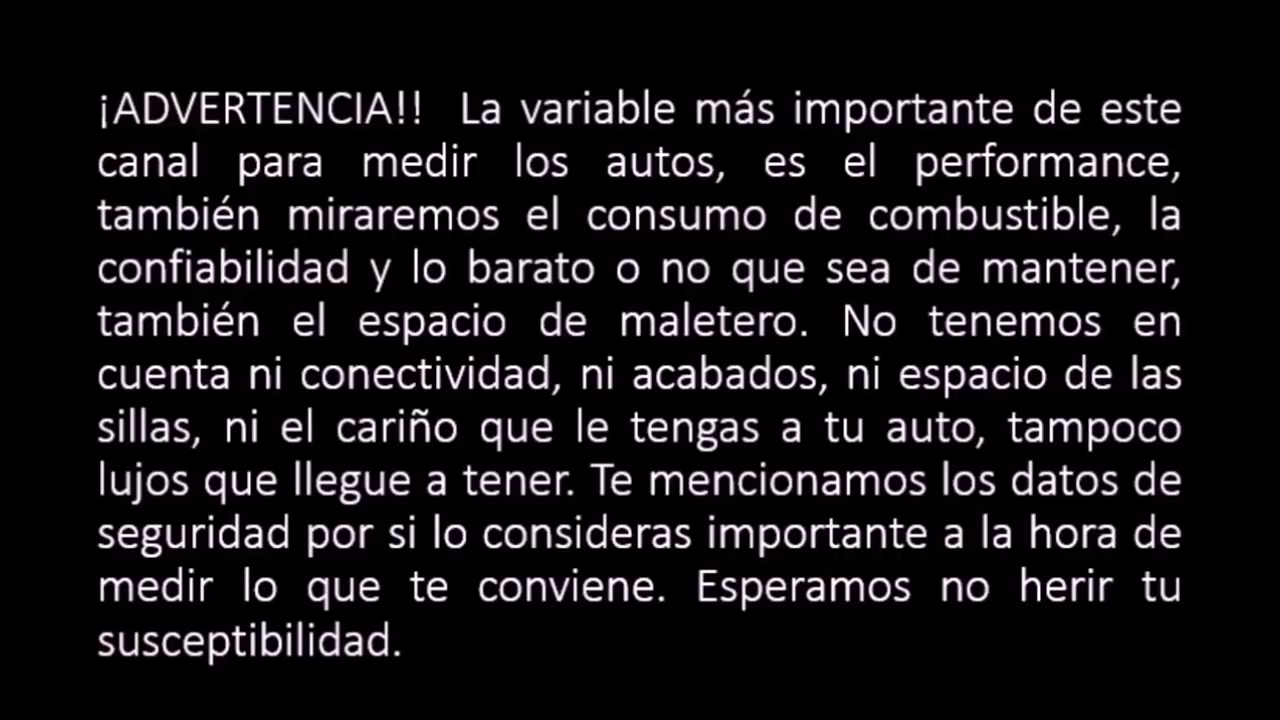 ¡ADVERTENCIA!! La variable más importante de este
canal para medir los autos, es el performance,
también miraremos el consumo de combustible, la
confiabilidad y lo barato o no que sea de mantener,
también el espacio de maletero. No tenemos en
cuenta ni conectividad, ni acabados, ni espacio de las
sillas, ni el cariño que le tengas a tu auto, tampoco
lujos que llegue a tener. Te mencionamos los datos de
seguridad por si lo consideras importante a la hora de
medir lo que te conviene. Esperamos no herir tu
susceptibilidad.